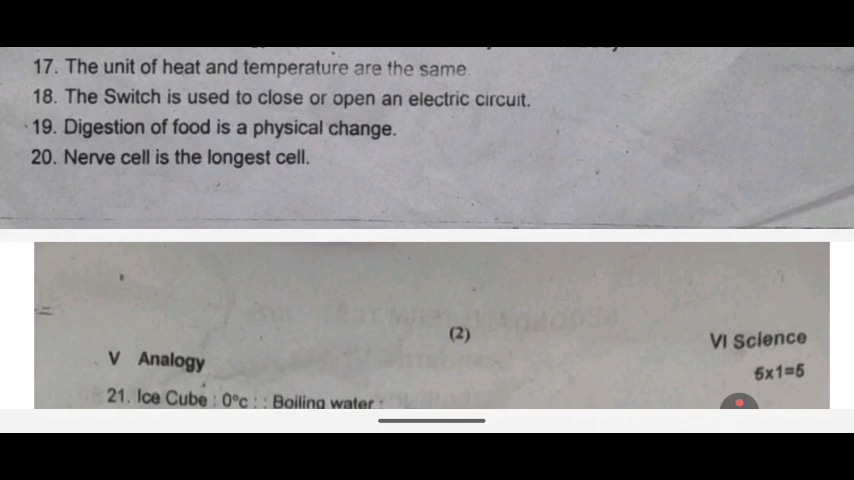 17. The unit of heat and temperature are the same.
18. The Switch is used to close or open an electric circuit.
19. Digestion of food is a physical change.
20. Nerve cell is the longest cell.
(2)
VI Science
V Analogy
5x1=5
21. Ice Cube : 0°c : : Boiling water :